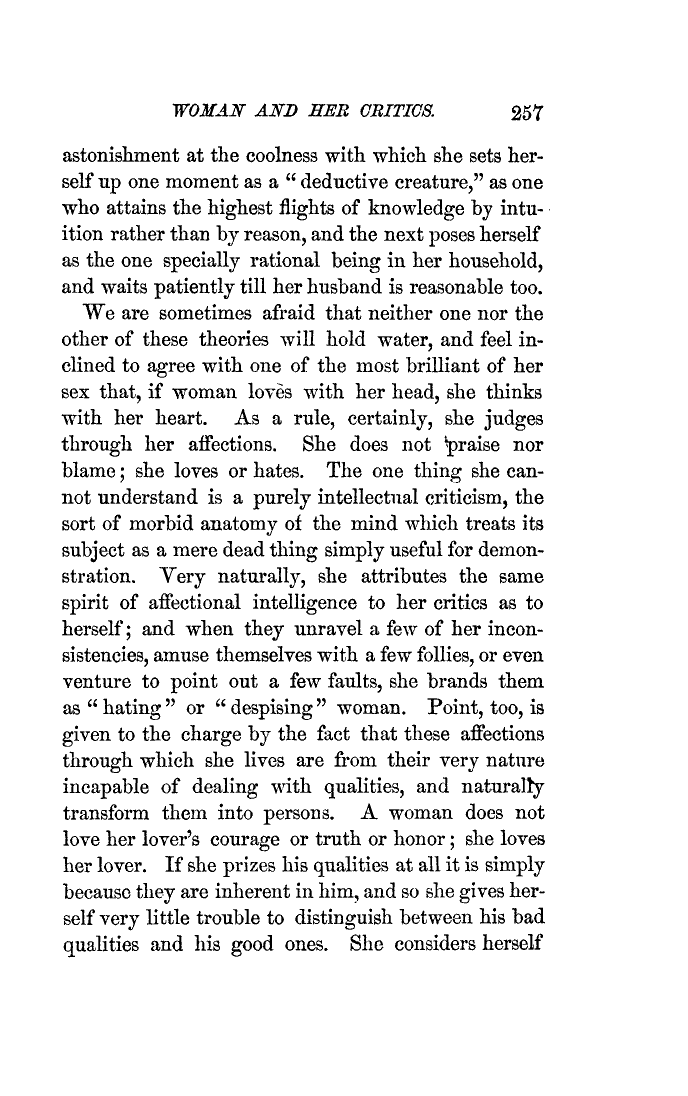 WOMAN AND HER CRITICS. 257
astonishment at the coolness with which she sets her-
self up one moment as a “ deductive creature,” as one
who attains the highest flights of knowledge by intu-
ition rather than by reason, and the next poses herself
as the one specially rational being in her household,
and waits patiently till her husband is reasonable too.
We are sometimes afraid that neither one nor the
other of these theories will hold water, and feel in-
clined to agree with one of the most brilliant of her
sex that, if woman loves with her head, she thinks
with her heart. As a rule, certainly, she judges
through her affections. She does not praise nor
blame; she loves or hates. The one thing she can-
not understand is a purely intellectual criticism, the
sort of morbid anatomy of the mind which treats its
subject as a mere dead thing simply useful for demon-
stration. Very naturally, she attributes the same
spirit of affectional intelligence to her critics as to
herself; and when they unravel a few of her incon-
sistencies, amuse themselves with a few follies, or even
venture to point out a few faults, she brands them
as “ hating ” or “ despising ” woman. Point, too, is
given to the charge by the fact that these affections
through which she lives are from their very nature
incapable of dealing with qualities, and naturally
transform them into persons. A woman does not
love her lover’s courage or truth or honor; she loves
her lover. If she prizes his qualities at all it is simply
because they are inherent in him, and so she gives her-
self very little trouble to distinguish between his bad
qualities and his good ones. She considers herself